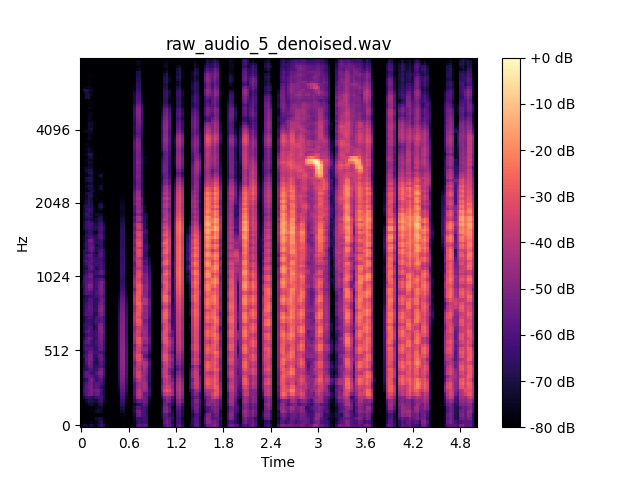 raw_audio_5_denoised.wav
+0 dB
-10 dB
-20 dB
-30 dB
-40 dB
-50 dB
-60 dB
-70 dB
-80 dB
4096
2048
1024
512
0
Hz
0 0.6 1.2 1.8 2.4 3 3.6 4.2 4.8
Time